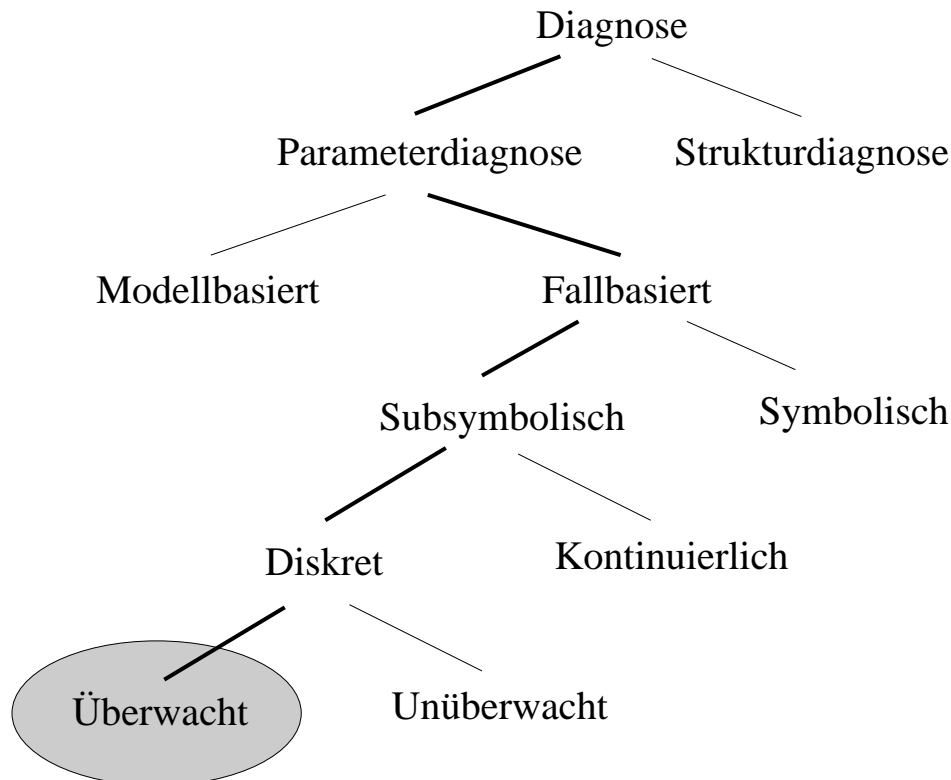 Diagnose
Parameterdiagnose
Strukturdiagnose
Modellbasiert
Fallbasiert
Subsymbolisch
Symbolisch
Diskret
Kontinuierlich
Überwacht
Unüberwacht